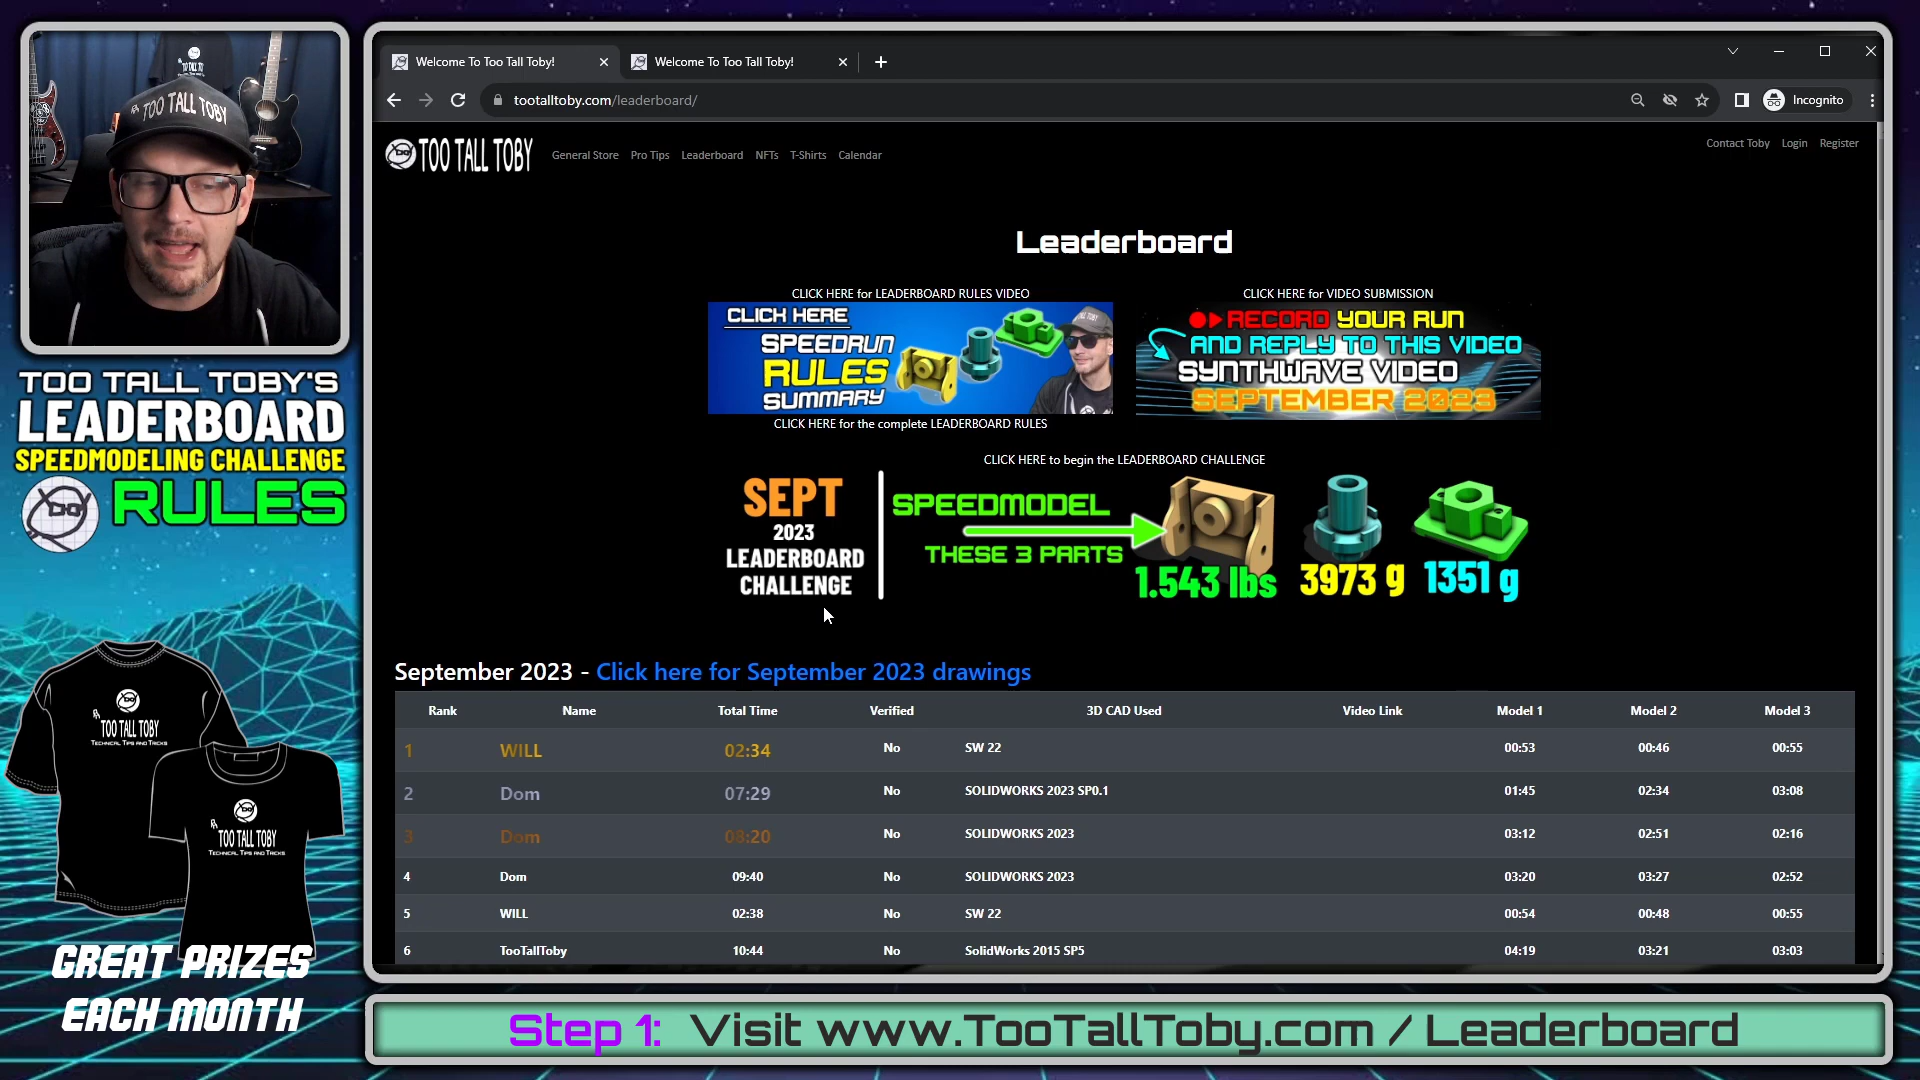 TOO TALL TOBY
TOO TALL TOBY'S
LEADERBOARD
SPEEDMODELING CHALLENGE
RULES
TOO TALL TOBY
TECHNICAL TIPS AND TRICKS
TOO TALL TOBY
TECHNICAL TIPS AND TRICKS
GREAT PRIZES
EACH MONTH
Welcome To Too Tall Toby!
Welcome To Too Tall Toby!
tootalltoby.com/leaderboard/
Incognito
TOO TALL TOBY
General Store Pro Tips Leaderboard NFTs T-Shirts Calendar
Contact Toby Login Register
Leaderboard
CLICK HERE for LEADERBOARD RULES VIDEO
CLICK HERE
SPEEDRUN
RULES
SUMMARY
CLICK HERE for the complete LEADERBOARD RULES
CLICK HERE for VIDEO SUBMISSION
RECORD YOUR RUN
AND REPLY TO THIS VIDEO
SYNTHWAVE VIDEO
SEPTEMBER 2023
CLICK HERE to begin the LEADERBOARD CHALLENGE
SEPT
2023
LEADERBOARD
CHALLENGE
SPEEDMODEL
THESE 3 PARTS
1.543 lbs 3973 g 1351 g
September 2023 - Click here for September 2023 drawings
Rank Name Total Time Verified 3D CAD Used Video Link Model 1 Model 2 Model 3
1 WILL 02:34 No SW 22 00:53 00:46 00:55
2 Dom 07:29 No SOLIDWORKS 2023 SP0.1 01:45 02:34 03:08
3 Dom 08:20 No SOLIDWORKS 2023 03:12 02:51 02:16
4 Dom 09:40 No SOLIDWORKS 2023 03:20 03:27 02:52
5 WILL 02:38 No SW 22 00:54 00:48 00:55
6 TooTallToby 10:44 No SolidWorks 2015 SP5 04:19 03:21 03:03
Step 1: Visit www.TooTallToby.com / Leaderboard